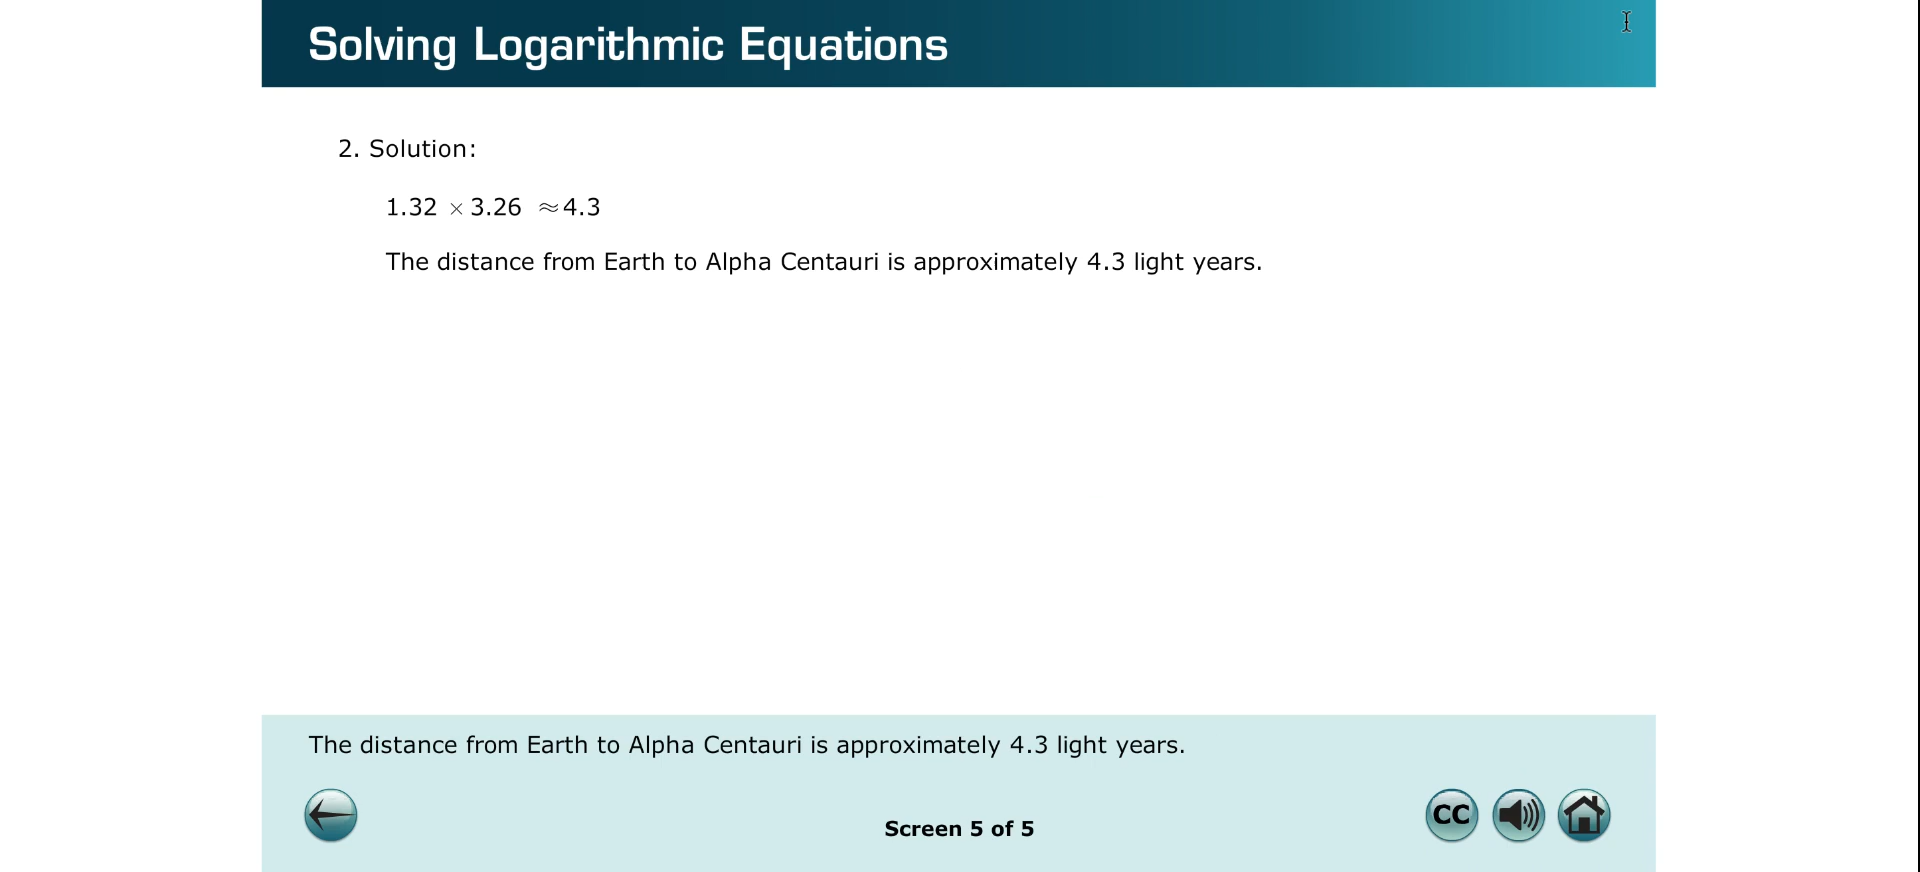 Solving Logarithmic Equations
2. Solution:
1.32 × 3.26 ≈ 4.3
The distance from Earth to Alpha Centauri is approximately 4.3 light years.
The distance from Earth to Alpha Centauri is approximately 4.3 light years.
Screen 5 of 5
CC